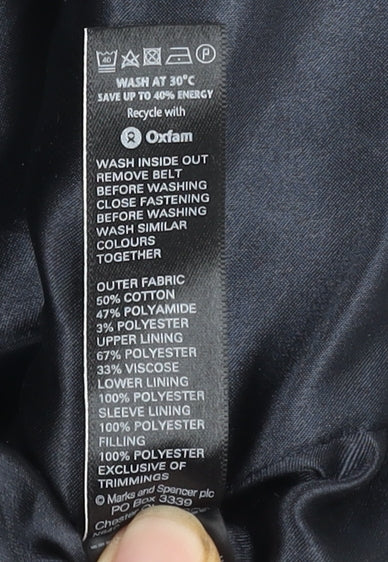 40 P
WASH AT 30°C
SAVE UP TO 40% ENERGY
Recycle with
Oxfam
WASH INSIDE OUT
REMOVE BELT
BEFORE WASHING
CLOSE FASTENING
BEFORE WASHING
WASH SIMILAR
COLOURS
TOGETHER
OUTER FABRIC
50% COTTON
47% POLYAMIDE
3% POLYESTER
UPPER LINING
67% POLYESTER
33% VISCOSE
LOWER LINING
100% POLYESTER
SLEEVE LINING
100% POLYESTER
FILLING
100% POLYESTER
EXCLUSIVE OF
TRIMMINGS
© Marks and Spencer plc
PO Box 3339